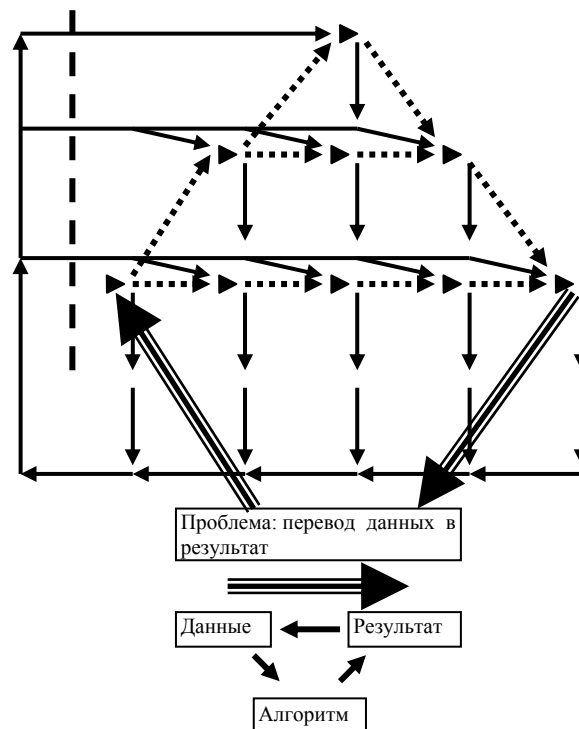 Проблема: перевод данных в
результат
Данные
Результат
Алгоритм